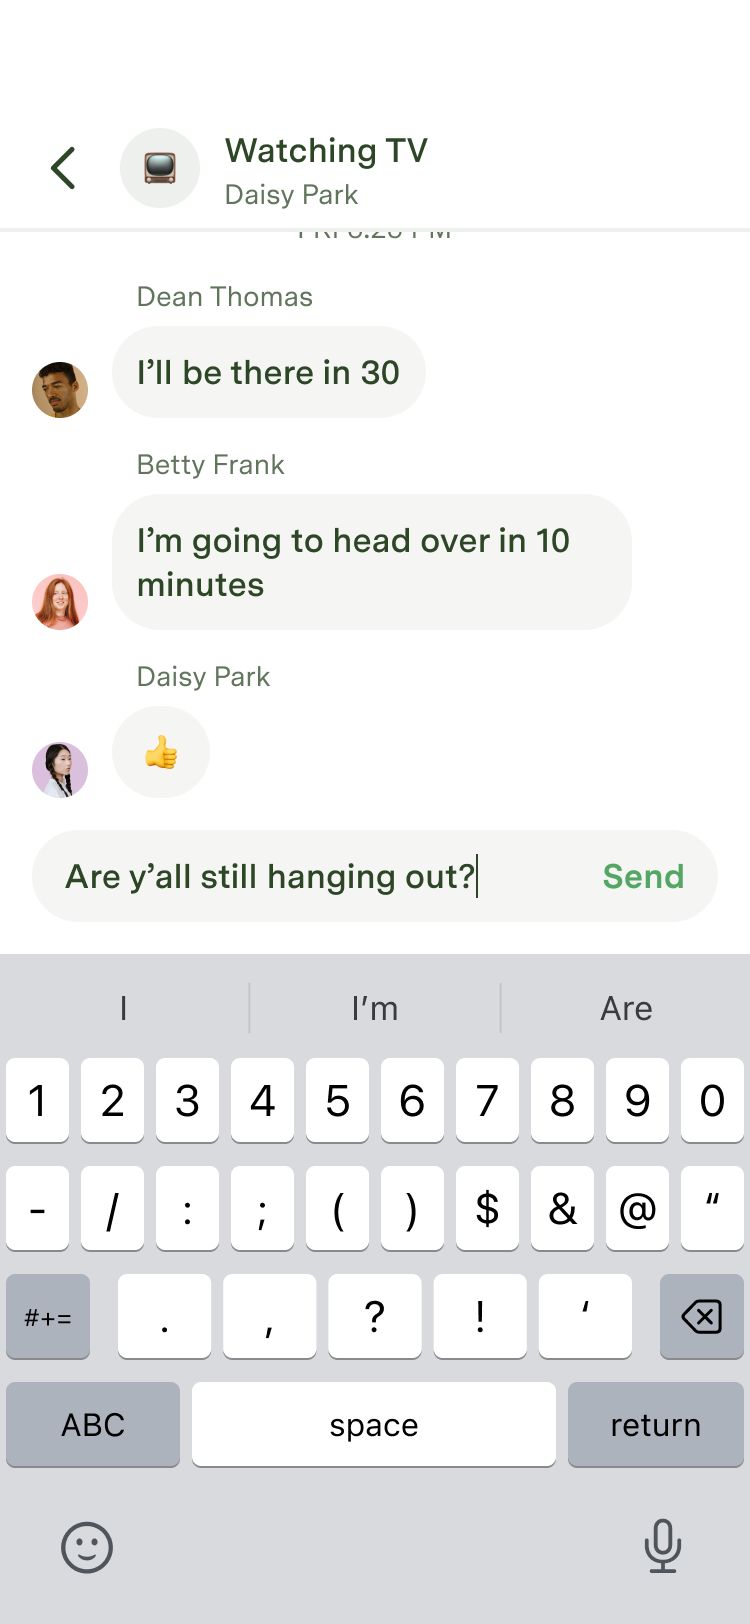 Watching TV
Daisy Park
Dean Thomas
I’ll be there in 30
Betty Frank
I’m going to head over in 10
minutes
Daisy Park
Are y’all still hanging out? Send
I I’m Are
1 2 3 4 5 6 7 8 9 0
- / : ; ( ) $ & @ “
#+= . , ? ! ‘
ABC space return